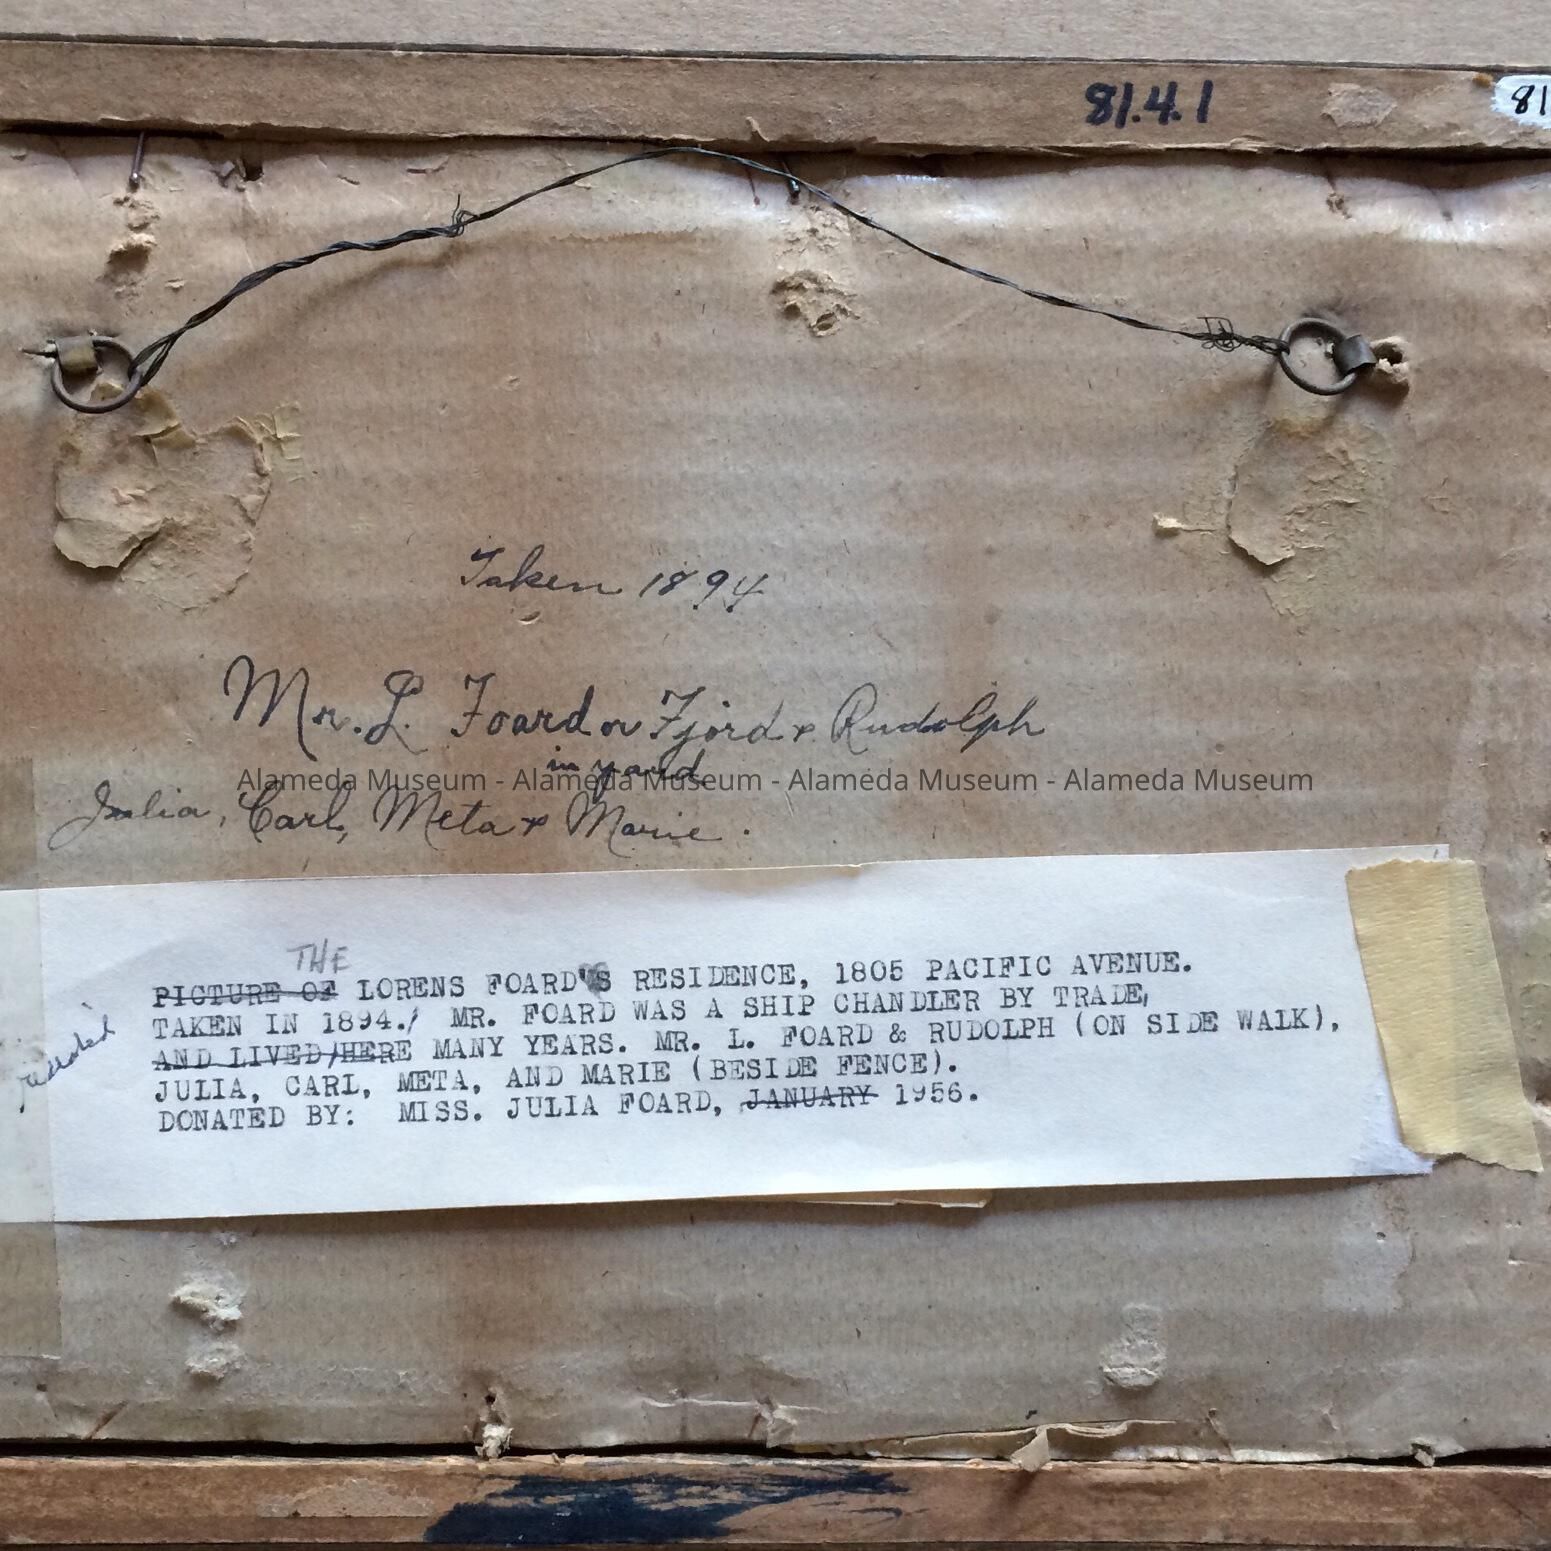 81.4.1
81
Taken 1894
Mr. L. Foard or Fjord & Rudolph
in yard
Alameda Museum - Alameda Museum - Alameda Museum - Alameda Museum
Julia, Carl, Meta & Marie.
THE
PICTURE OF LORENS FOARD'S RESIDENCE, 1805 PACIFIC AVENUE.
TAKEN IN 1894./ MR. FOARD WAS A SHIP CHANDLER BY TRADE,
resided
AND LIVED/HERE MANY YEARS. MR. L. FOARD & RUDOLPH (ON SIDE WALK),
JULIA, CARL, META, AND MARIE (BESIDE FENCE).
DONATED BY: MISS. JULIA FOARD, JANUARY 1956.